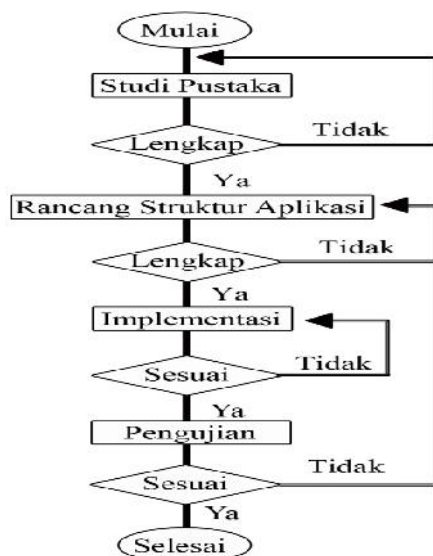 Mulai
Studi Pustaka
Lengkap
Tidak
Ya
Rancang Struktur Aplikasi
Lengkap
Tidak
Ya
Implementasi
Sesuai
Tidak
Ya
Pengujian
Sesuai
Tidak
Ya
Selesai